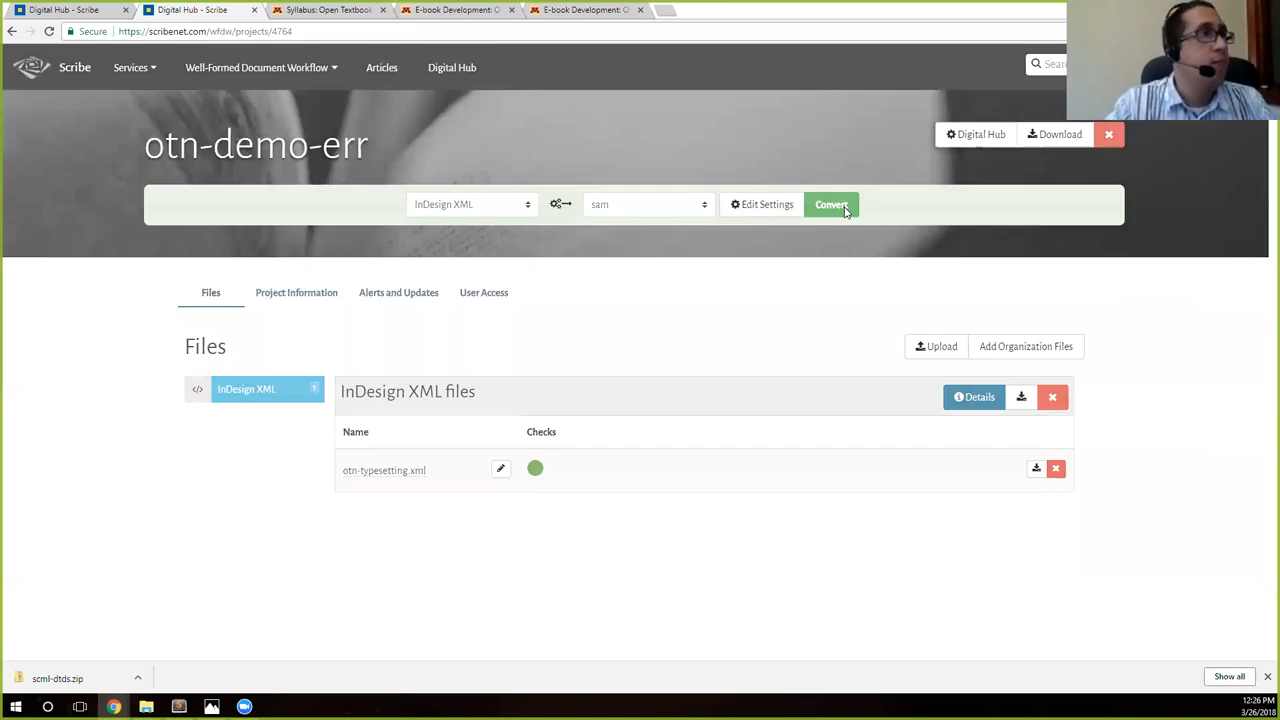 Digital Hub - Scribe
Digital Hub - Scribe
Syllabus: Open Textbook
E-book Development: O
E-book Development: O
Secure https://scribenet.com/wfdw/projects/4764
Scribe Services Well-Formed Document Workflow Articles Digital Hub Sear
otn-demo-err
Digital Hub Download
InDesign XML sam Edit Settings Convert
Files Project Information Alerts and Updates User Access
Files
Upload Add Organization Files
InDesign XML 1
InDesign XML files
Details
Name Checks
otn-typesetting.xml
scml-dtds.zip
Show all
12:26 PM
3/26/2018